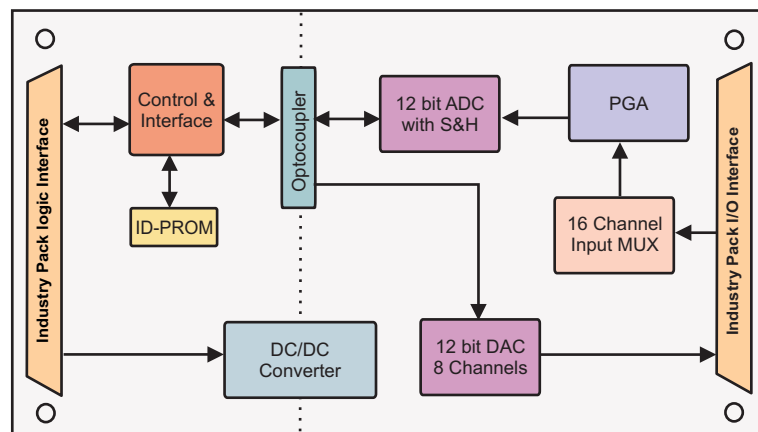 Industry Pack logic Interface
Control &
Interface
ID-PROM
Optocoupler
12 bit ADC
with S&H
PGA
16 Channel
Input MUX
Industry Pack I/O Interface
DC/DC
Converter
12 bit DAC
8 Channels